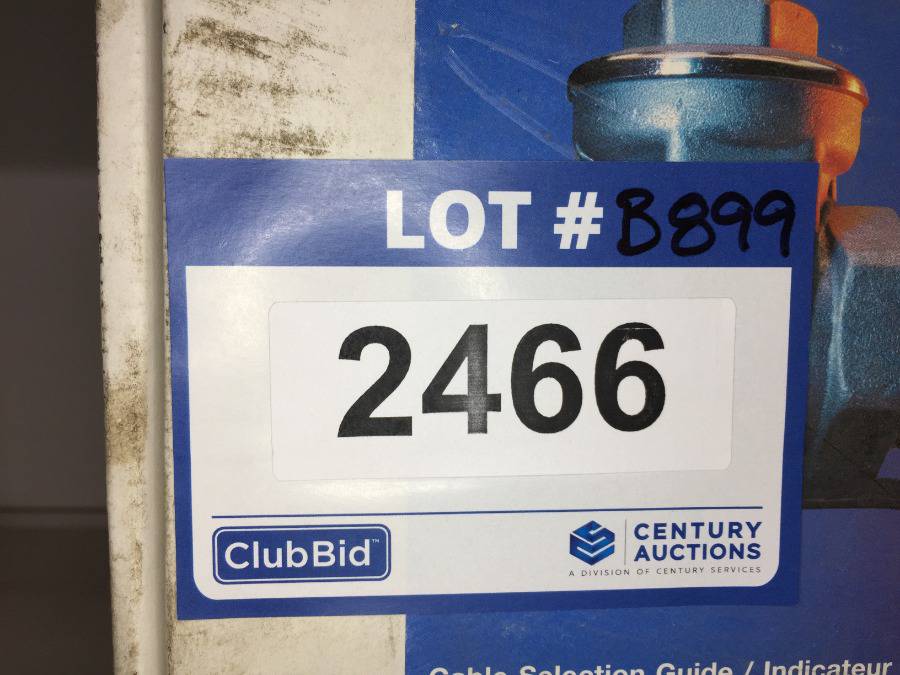 LOT # B899
2466
ClubBid™
CENTURY
AUCTIONS
A DIVISION OF CENTURY SERVICES
Cable Selection Guide / Indicateur